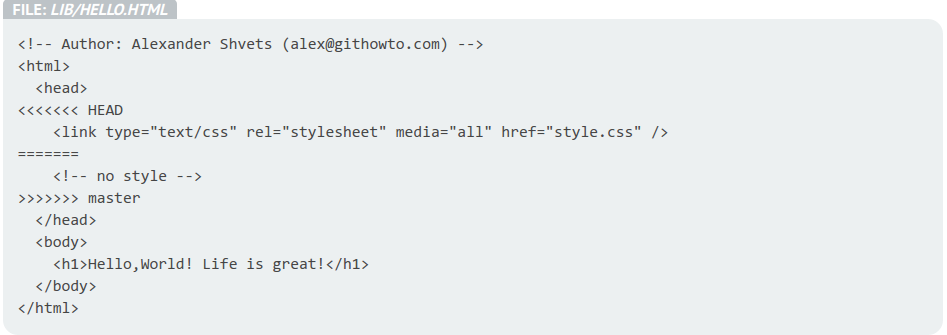 FILE: LIB/HELLO.HTML
<!-- Author: Alexander Shvets (alex@githowto.com) -->
<html>
  <head>
<<<<<<< HEAD
    <link type="text/css" rel="stylesheet" media="all" href="style.css" />
=======
    <!-- no style -->
>>>>>>> master
  </head>
  <body>
    <h1>Hello,World! Life is great!</h1>
  </body>
</html>